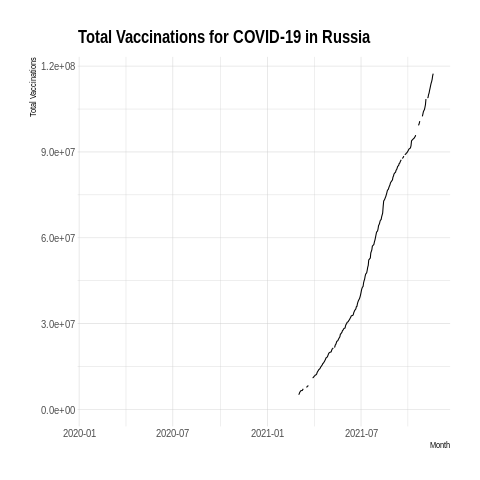 Total Vaccinations for COVID-19 in Russia
Total Vaccinations
1.2e+08
9.0e+07
6.0e+07
3.0e+07
0.0e+00
2020-01 2020-07 2021-01 2021-07
Month